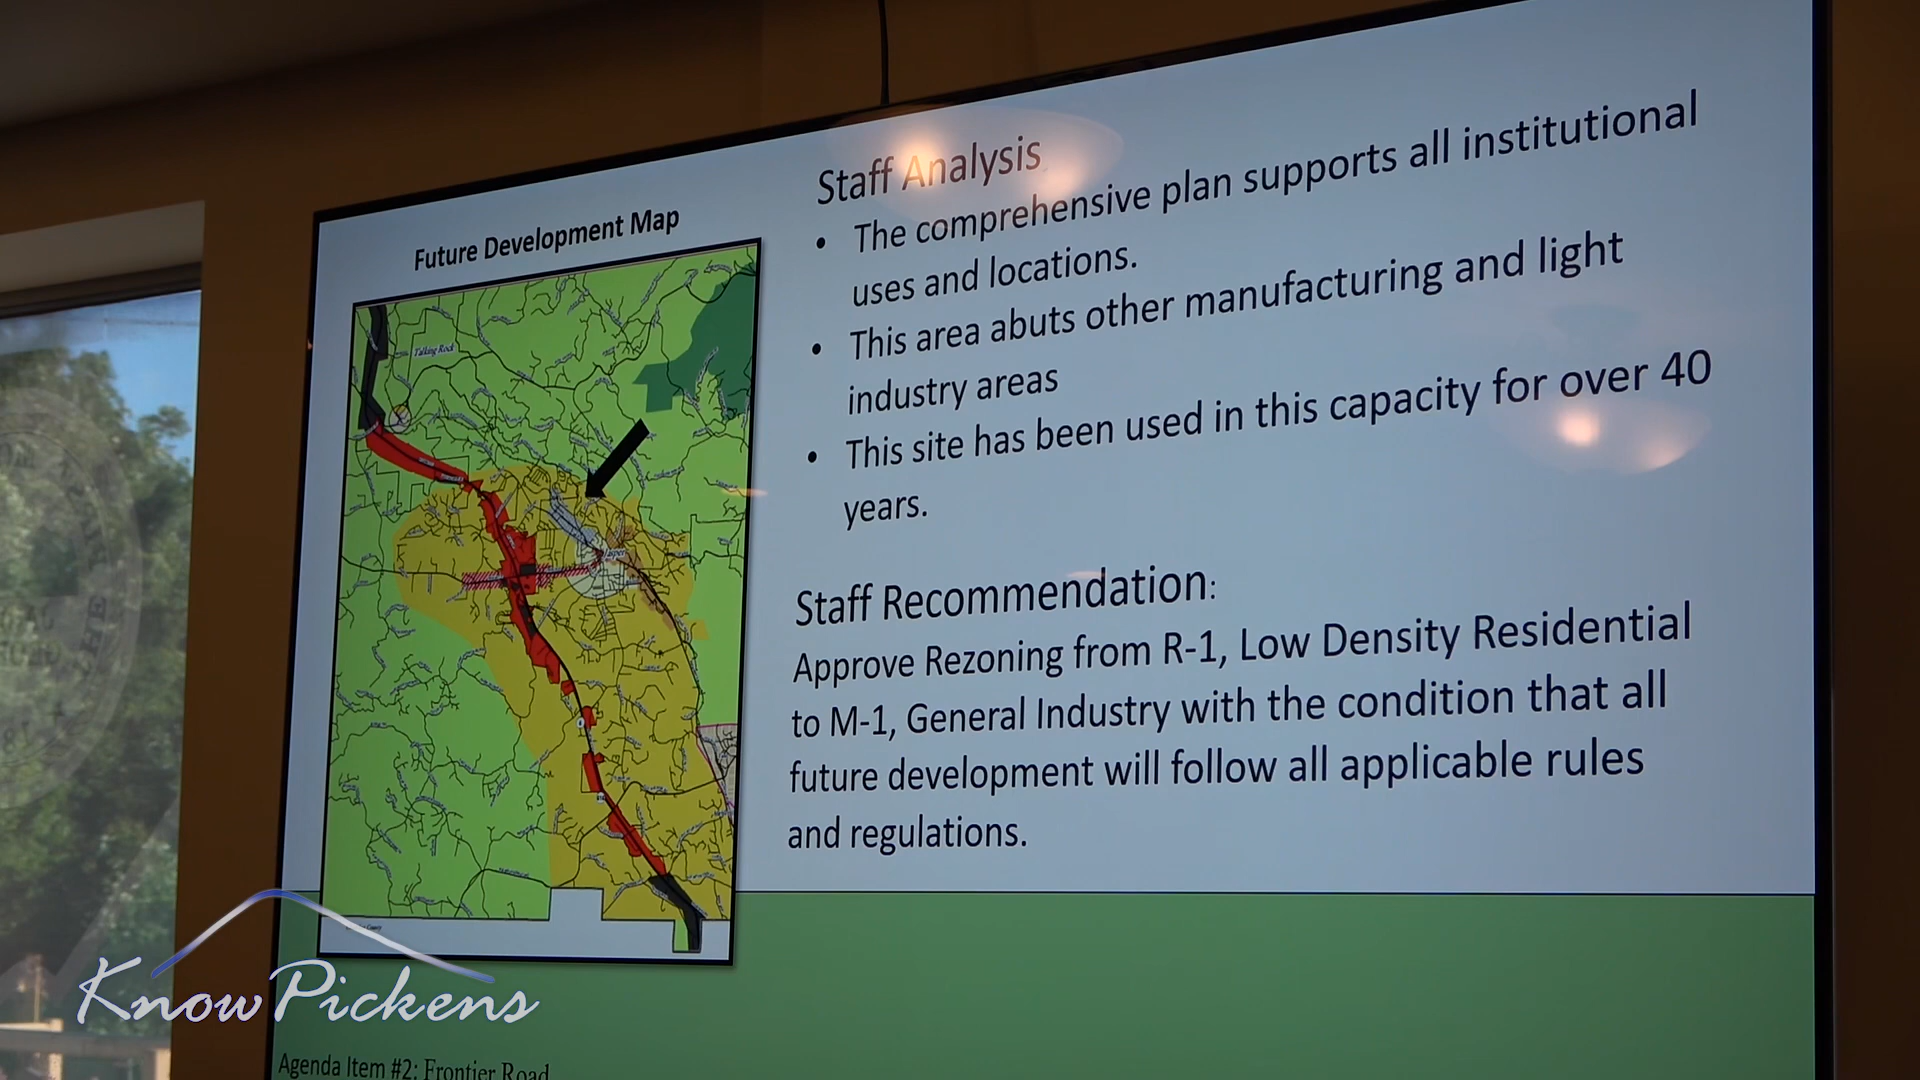 Staff Analysis
• The comprehensive plan supports all institutional
uses and locations.
• This area abuts other manufacturing and light
industry areas
• This site has been used in this capacity for over 40
years.
Staff Recommendation:
Approve Rezoning from R-1, Low Density Residential
to M-1, General Industry with the condition that all
future development will follow all applicable rules
and regulations.
Future Development Map
Talking Rock
Jasper
KnowPickens
Agenda Item #2: Frontier Road